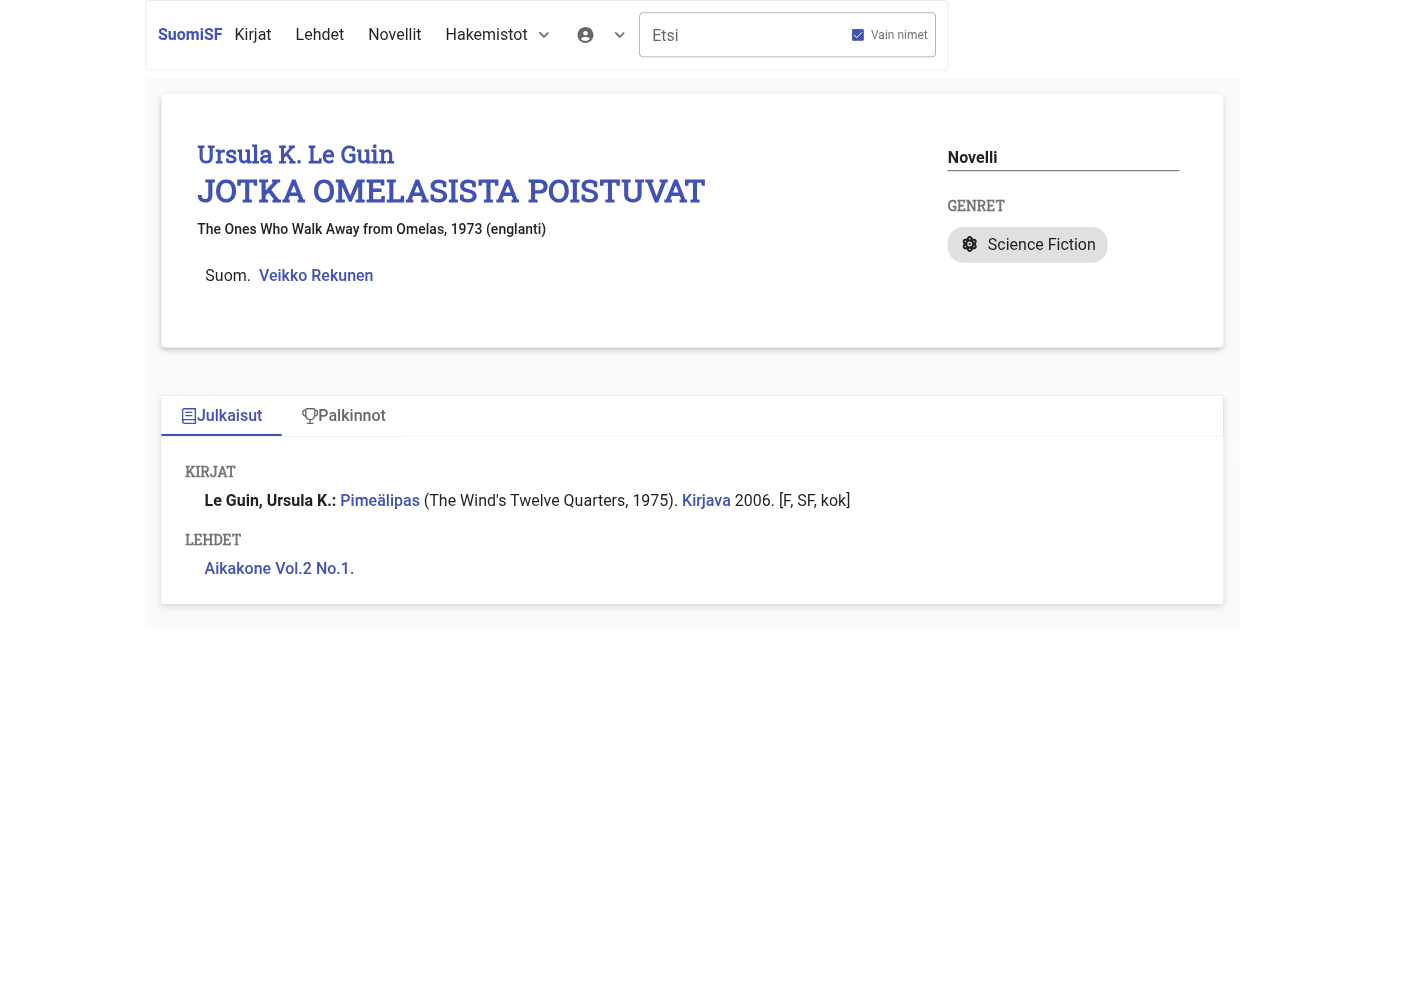 SuomiSF Kirjat Lehdet Novellit Hakemistot Etsi Vain nimet
Ursula K. Le Guin
JOTKA OMELASISTA POISTUVAT
The Ones Who Walk Away from Omelas, 1973 (englanti)
Suom. Veikko Rekunen
Novelli
GENRET
Science Fiction
Julkaisut Palkinnot
KIRJAT
Le Guin, Ursula K.: Pimeälipas (The Wind's Twelve Quarters, 1975). Kirjava 2006. [F, SF, kok]
LEHDET
Aikakone Vol.2 No.1.